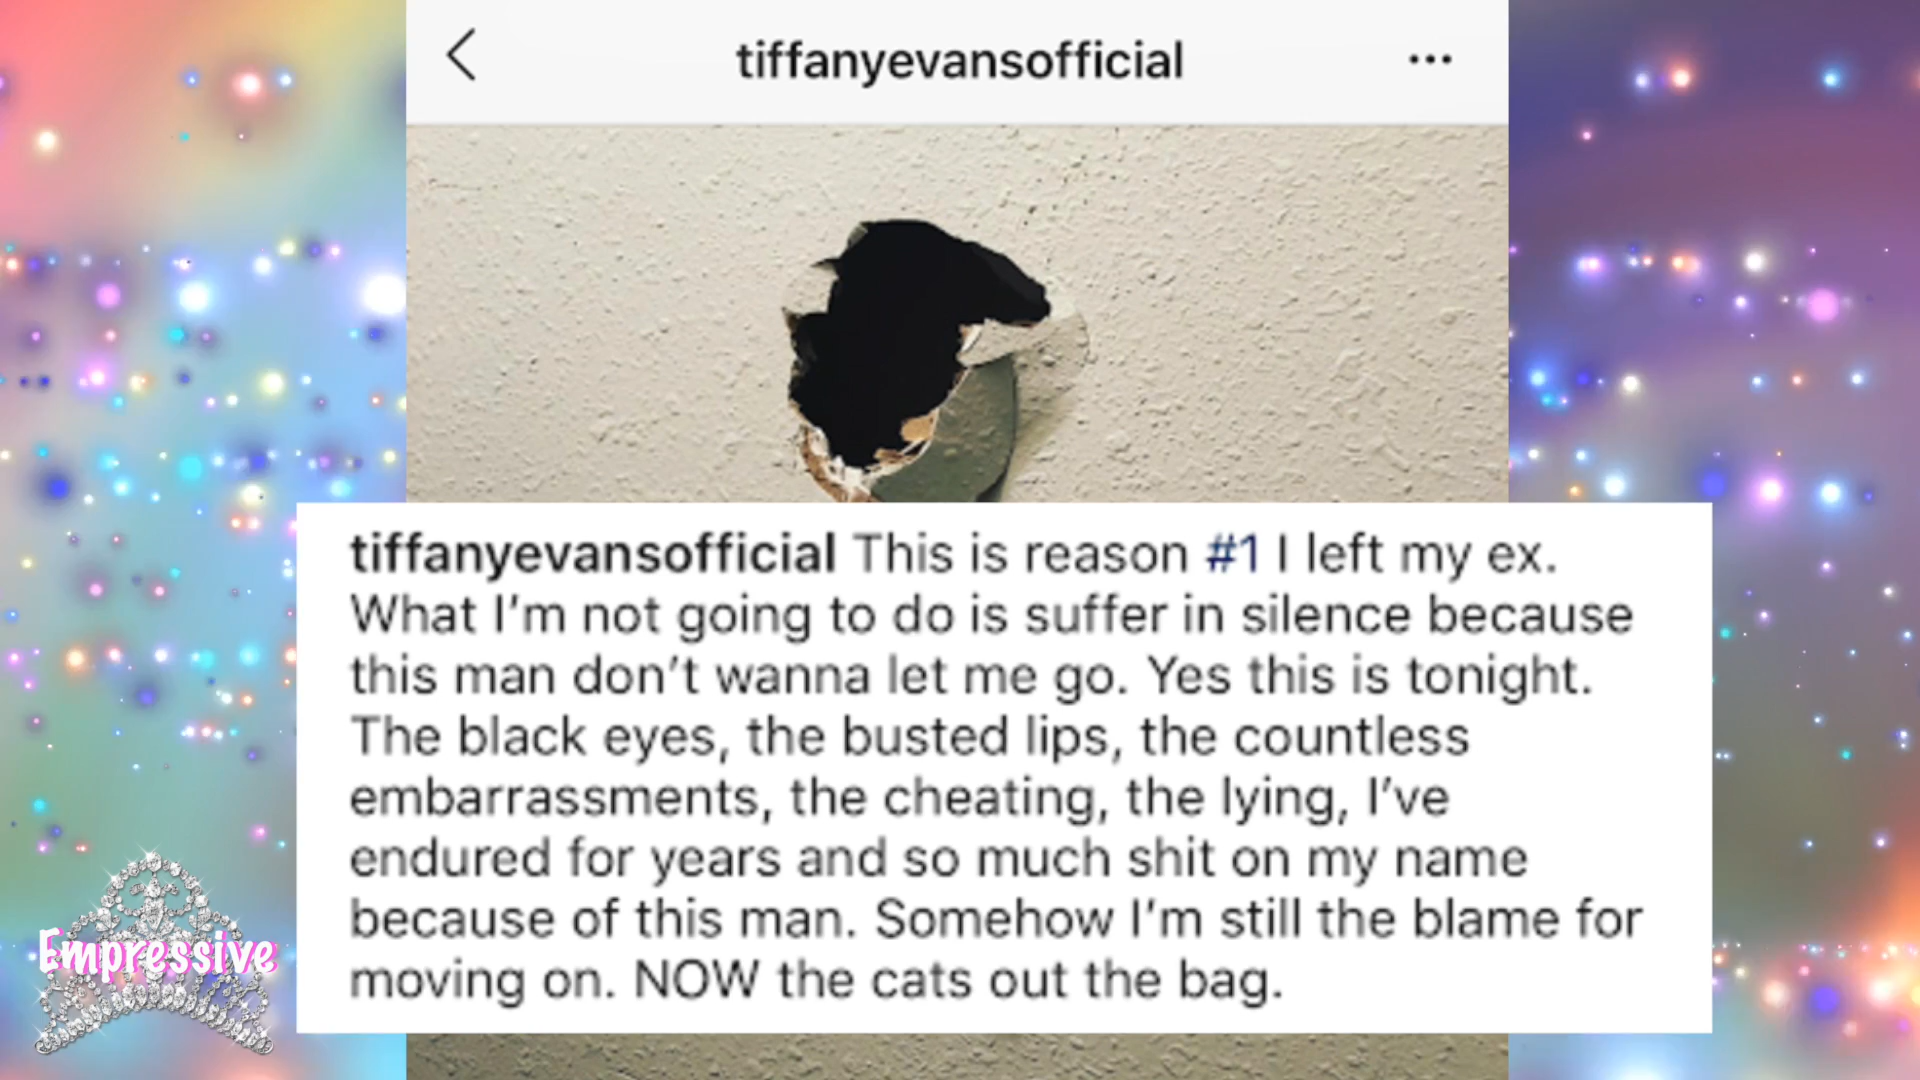 tiffanyevansofficial
tiffanyevansofficial This is reason #1 I left my ex.
What I'm not going to do is suffer in silence because
this man don't wanna let me go. Yes this is tonight.
The black eyes, the busted lips, the countless
embarrassments, the cheating, the lying, I've
endured for years and so much shit on my name
because of this man. Somehow I'm still the blame for
moving on. NOW the cats out the bag.
Empressive